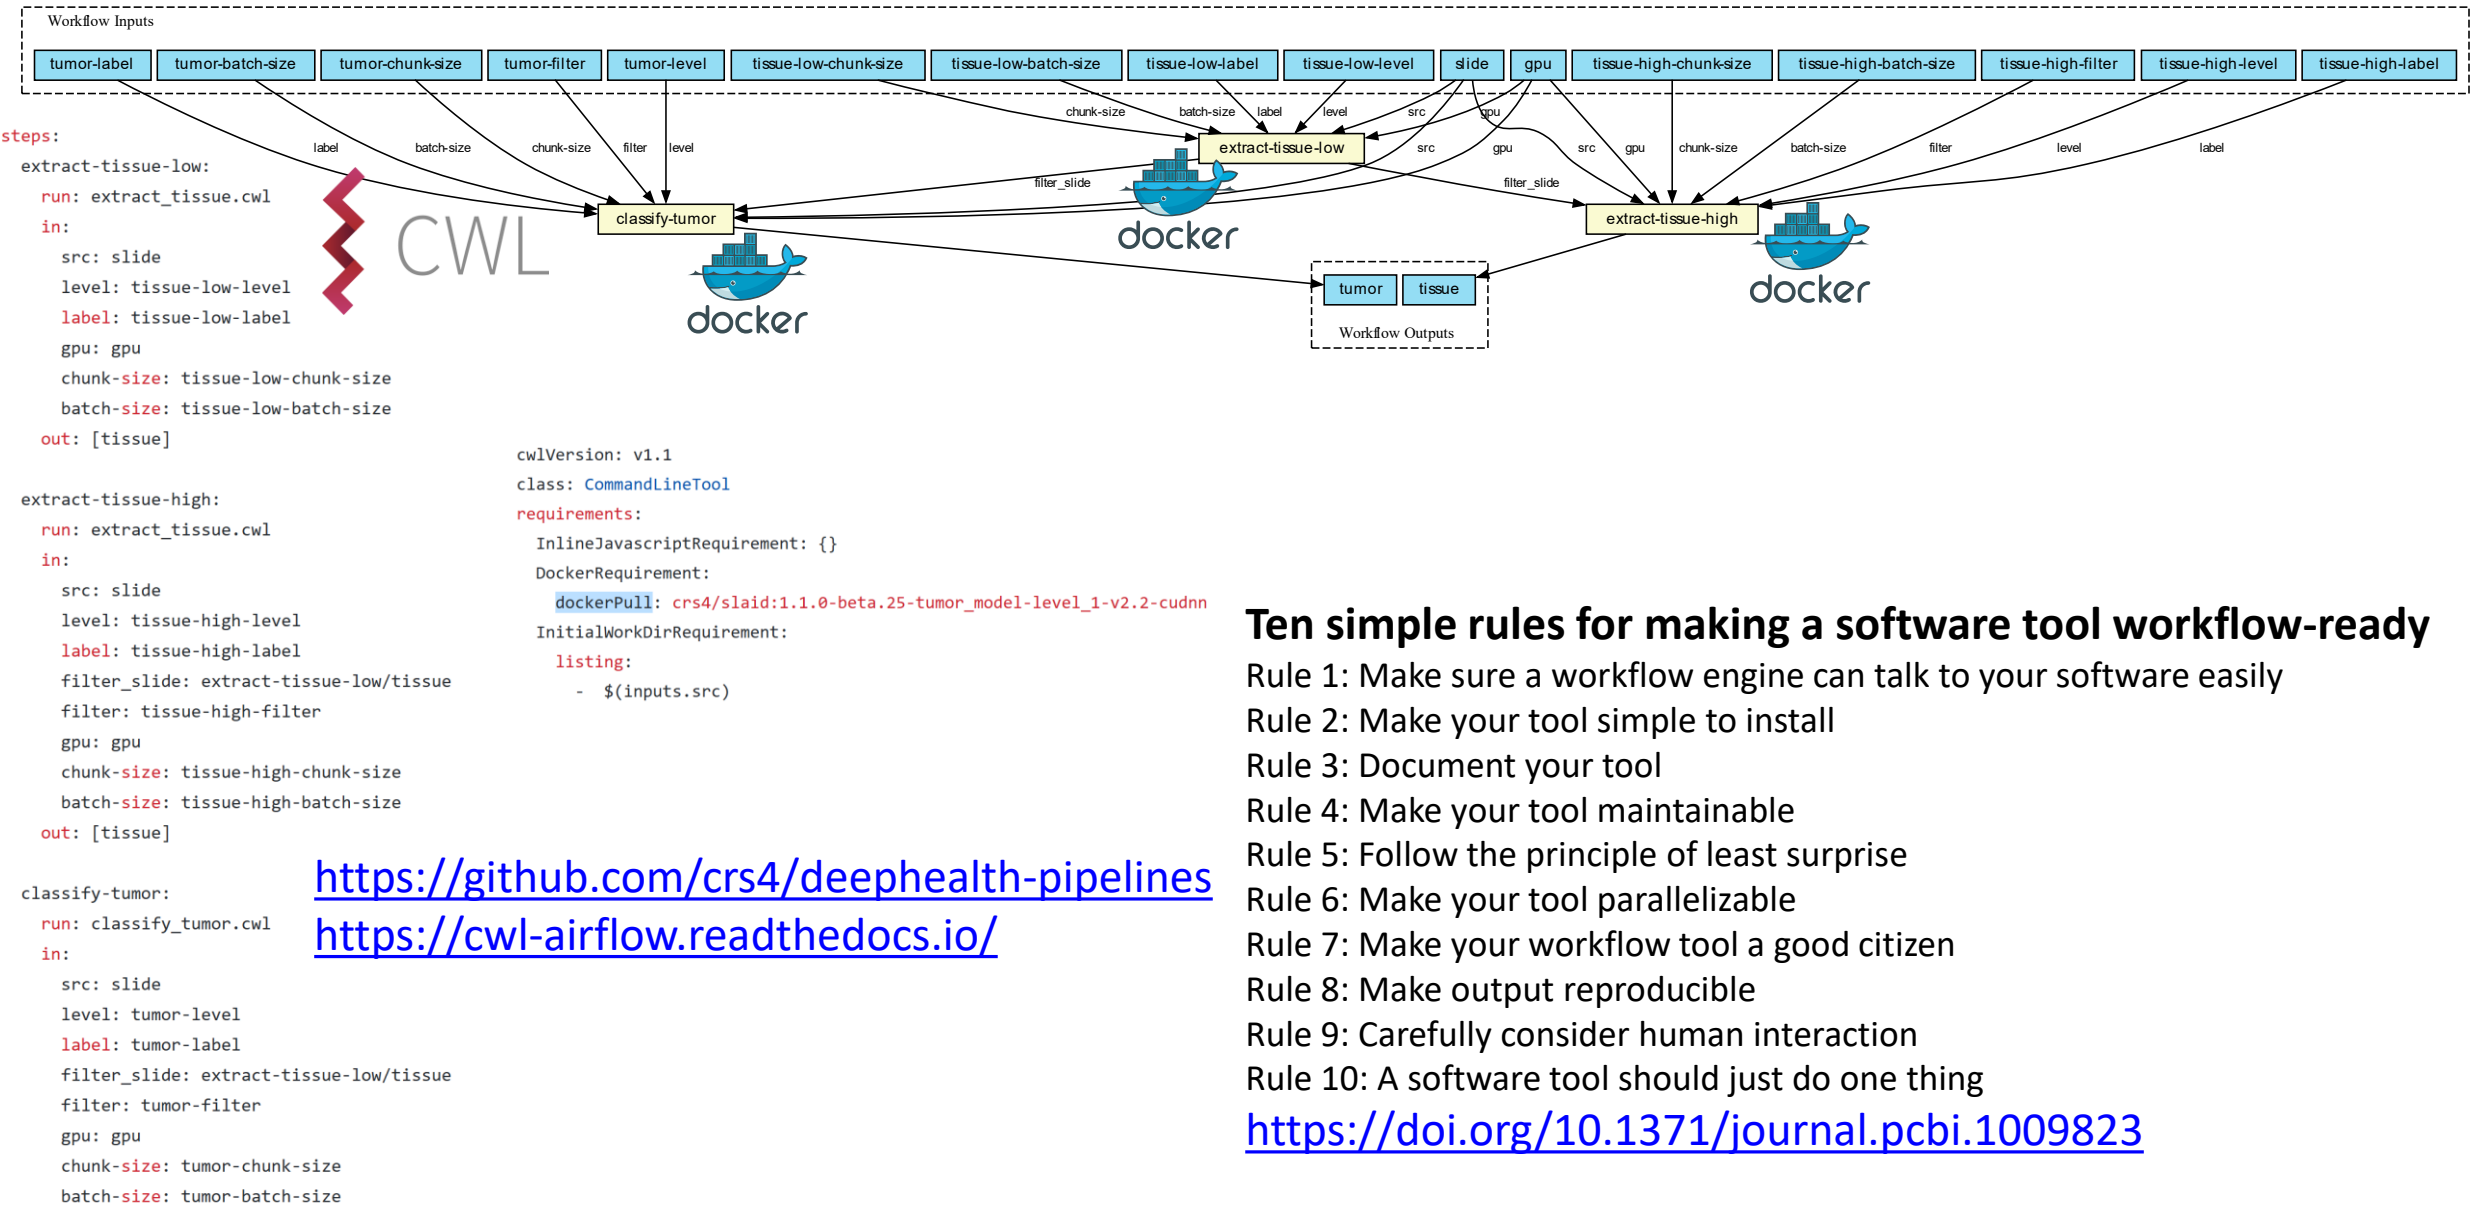 Workflow Inputs
tumor-label
tumor-batch-size
tumor-chunk-size
tumor-filter
tumor-level
tissue-low-chunk-size
tissue-low-batch-size
tissue-low-label
tissue-low-level
slide
gpu
tissue-high-chunk-size
tissue-high-batch-size
tissue-high-filter
tissue-high-level
tissue-high-label
chunk-size
batch-size
label
level
src
gpu
label
batch-size
chunk-size
filter
level
extract-tissue-low
src
gpu
src
gpu
chunk-size
batch-size
filter
level
label
filter_slide
filter_slide
classify-tumor
extract-tissue-high
docker
docker
docker
CWL
tumor
tissue
Workflow Outputs
steps:
extract-tissue-low:
run: extract_tissue.cwl
in:
src: slide
level: tissue-low-level
label: tissue-low-label
gpu: gpu
chunk-size: tissue-low-chunk-size
batch-size: tissue-low-batch-size
out: [tissue]
extract-tissue-high:
run: extract_tissue.cwl
in:
src: slide
level: tissue-high-level
label: tissue-high-label
filter_slide: extract-tissue-low/tissue
filter: tissue-high-filter
gpu: gpu
chunk-size: tissue-high-chunk-size
batch-size: tissue-high-batch-size
out: [tissue]
classify-tumor:
run: classify_tumor.cwl
in:
src: slide
level: tumor-level
label: tumor-label
filter_slide: extract-tissue-low/tissue
filter: tumor-filter
gpu: gpu
chunk-size: tumor-chunk-size
batch-size: tumor-batch-size
cwlVersion: v1.1
class: CommandLineTool
requirements:
InlineJavascriptRequirement: {}
DockerRequirement:
dockerPull: crs4/slaid:1.1.0-beta.25-tumor_model-level_1-v2.2-cudnn
InitialWorkDirRequirement:
listing:
- $(inputs.src)
https://github.com/crs4/deephealth-pipelines
https://cwl-airflow.readthedocs.io/
Ten simple rules for making a software tool workflow-ready
Rule 1: Make sure a workflow engine can talk to your software easily
Rule 2: Make your tool simple to install
Rule 3: Document your tool
Rule 4: Make your tool maintainable
Rule 5: Follow the principle of least surprise
Rule 6: Make your tool parallelizable
Rule 7: Make your workflow tool a good citizen
Rule 8: Make output reproducible
Rule 9: Carefully consider human interaction
Rule 10: A software tool should just do one thing
https://doi.org/10.1371/journal.pcbi.1009823